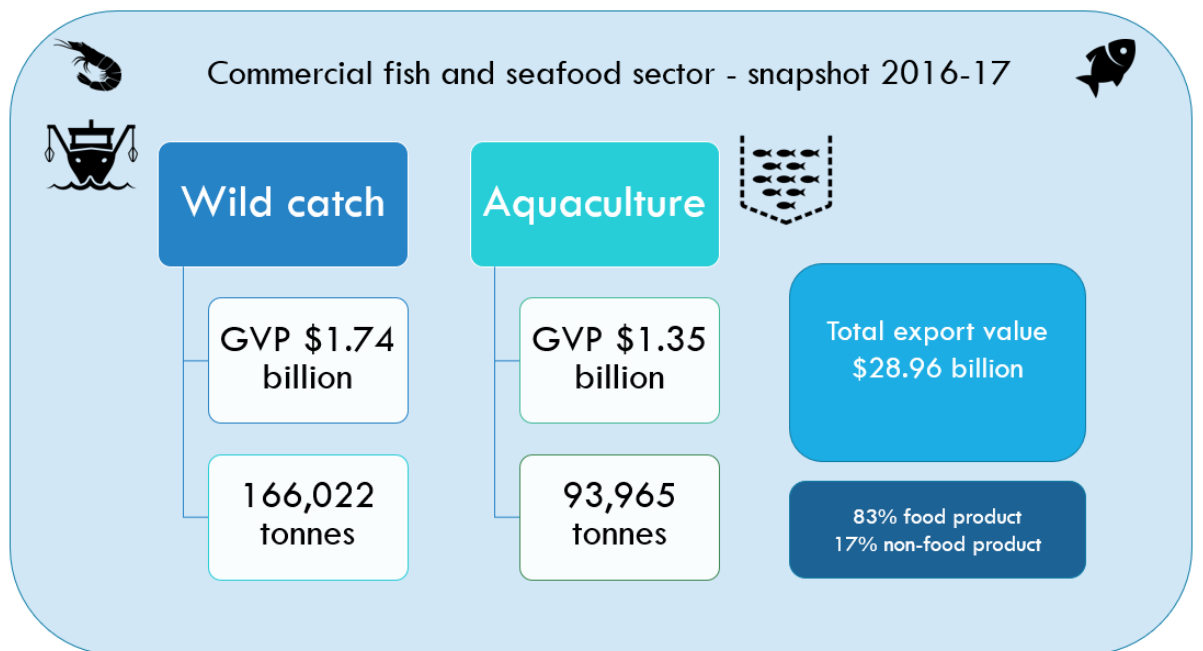 Commercial fish and seafood sector - snapshot 2016-17
Wild catch
GVP $1.74
billion
166,022
tonnes
Aquaculture
GVP $1.35
billion
93,965
tonnes
Total export value
$28.96 billion
83% food product
17% non-food product